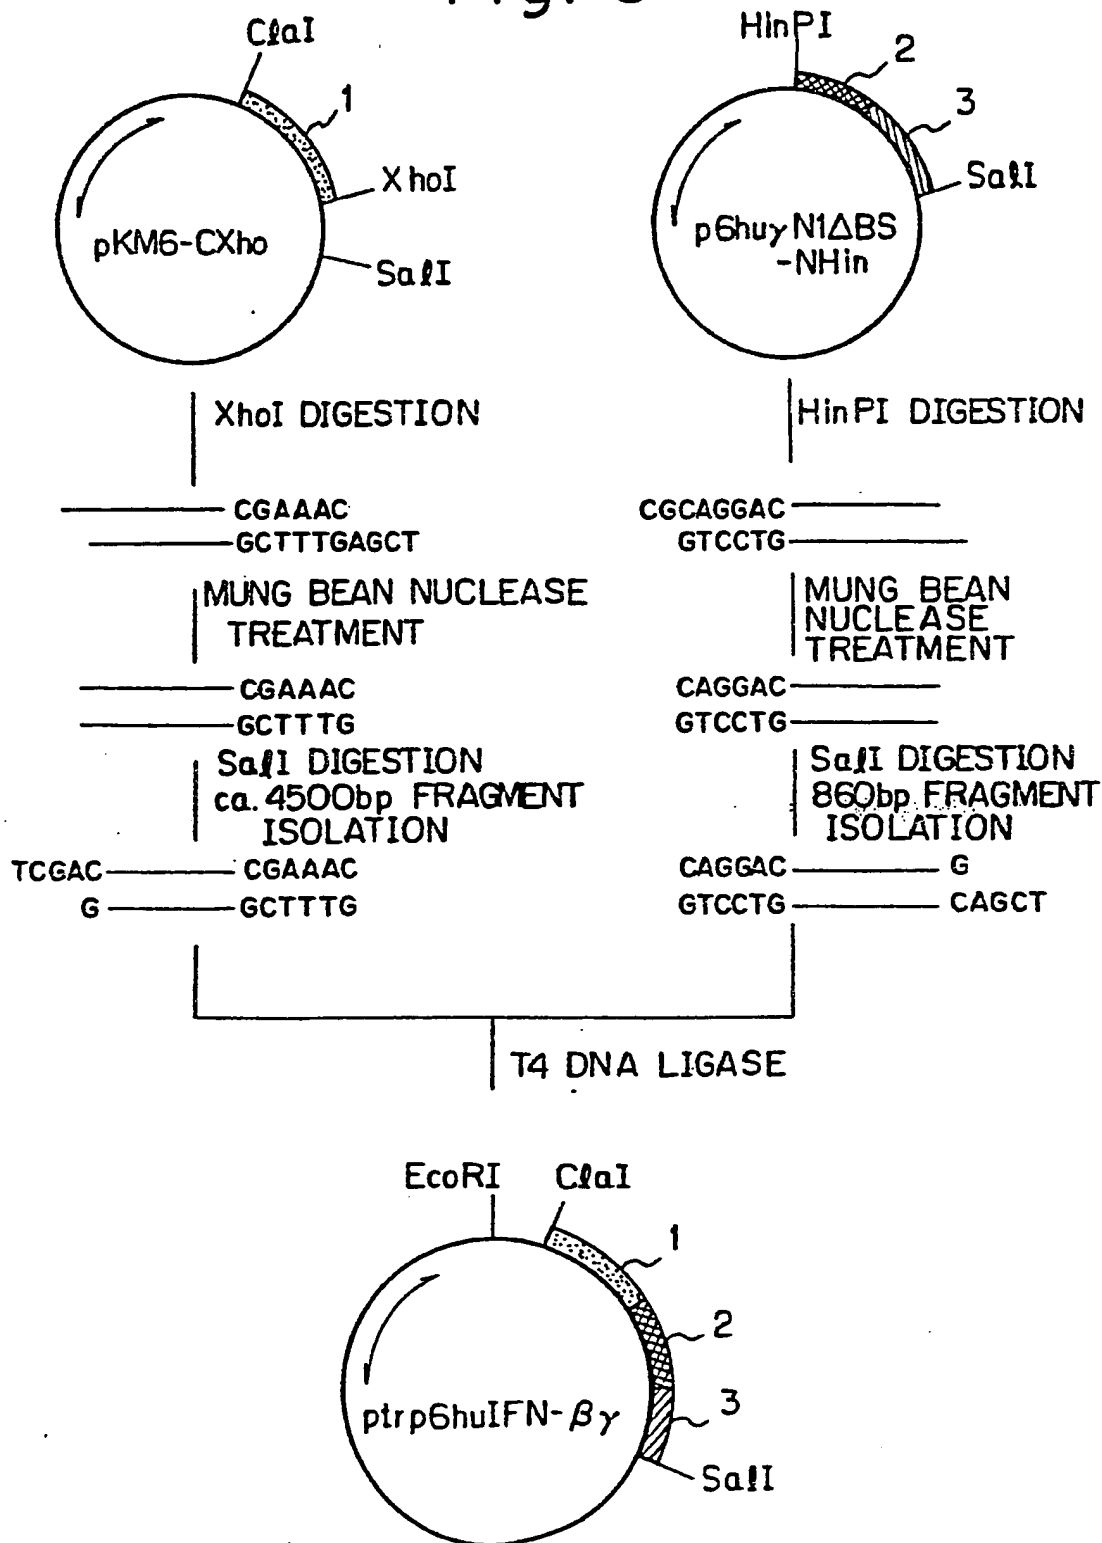 ClaI
1
XhoI
pKM6-CXho
SalI
HinPI
2
3
SalI
p6huγN1ΔBS
-NHin
XhoI DIGESTION
HinPI DIGESTION
CGAAAC
GCTTTGAGCT
CGCAGGAC
GTCCTG
MUNG BEAN NUCLEASE
TREATMENT
MUNG BEAN
NUCLEASE
TREATMENT
CGAAAC
GCTTTG
CAGGAC
GTCCTG
SalI DIGESTION
ca. 4500bp FRAGMENT
ISOLATION
SalI DIGESTION
860bp FRAGMENT
ISOLATION
TCGAC CGAAAC
G GCTTTG
CAGGAC G
GTCCTG CAGCT
T4 DNA LIGASE
EcoRI
ClaI
1
2
3
ptrp6huIFN-βγ
SalI